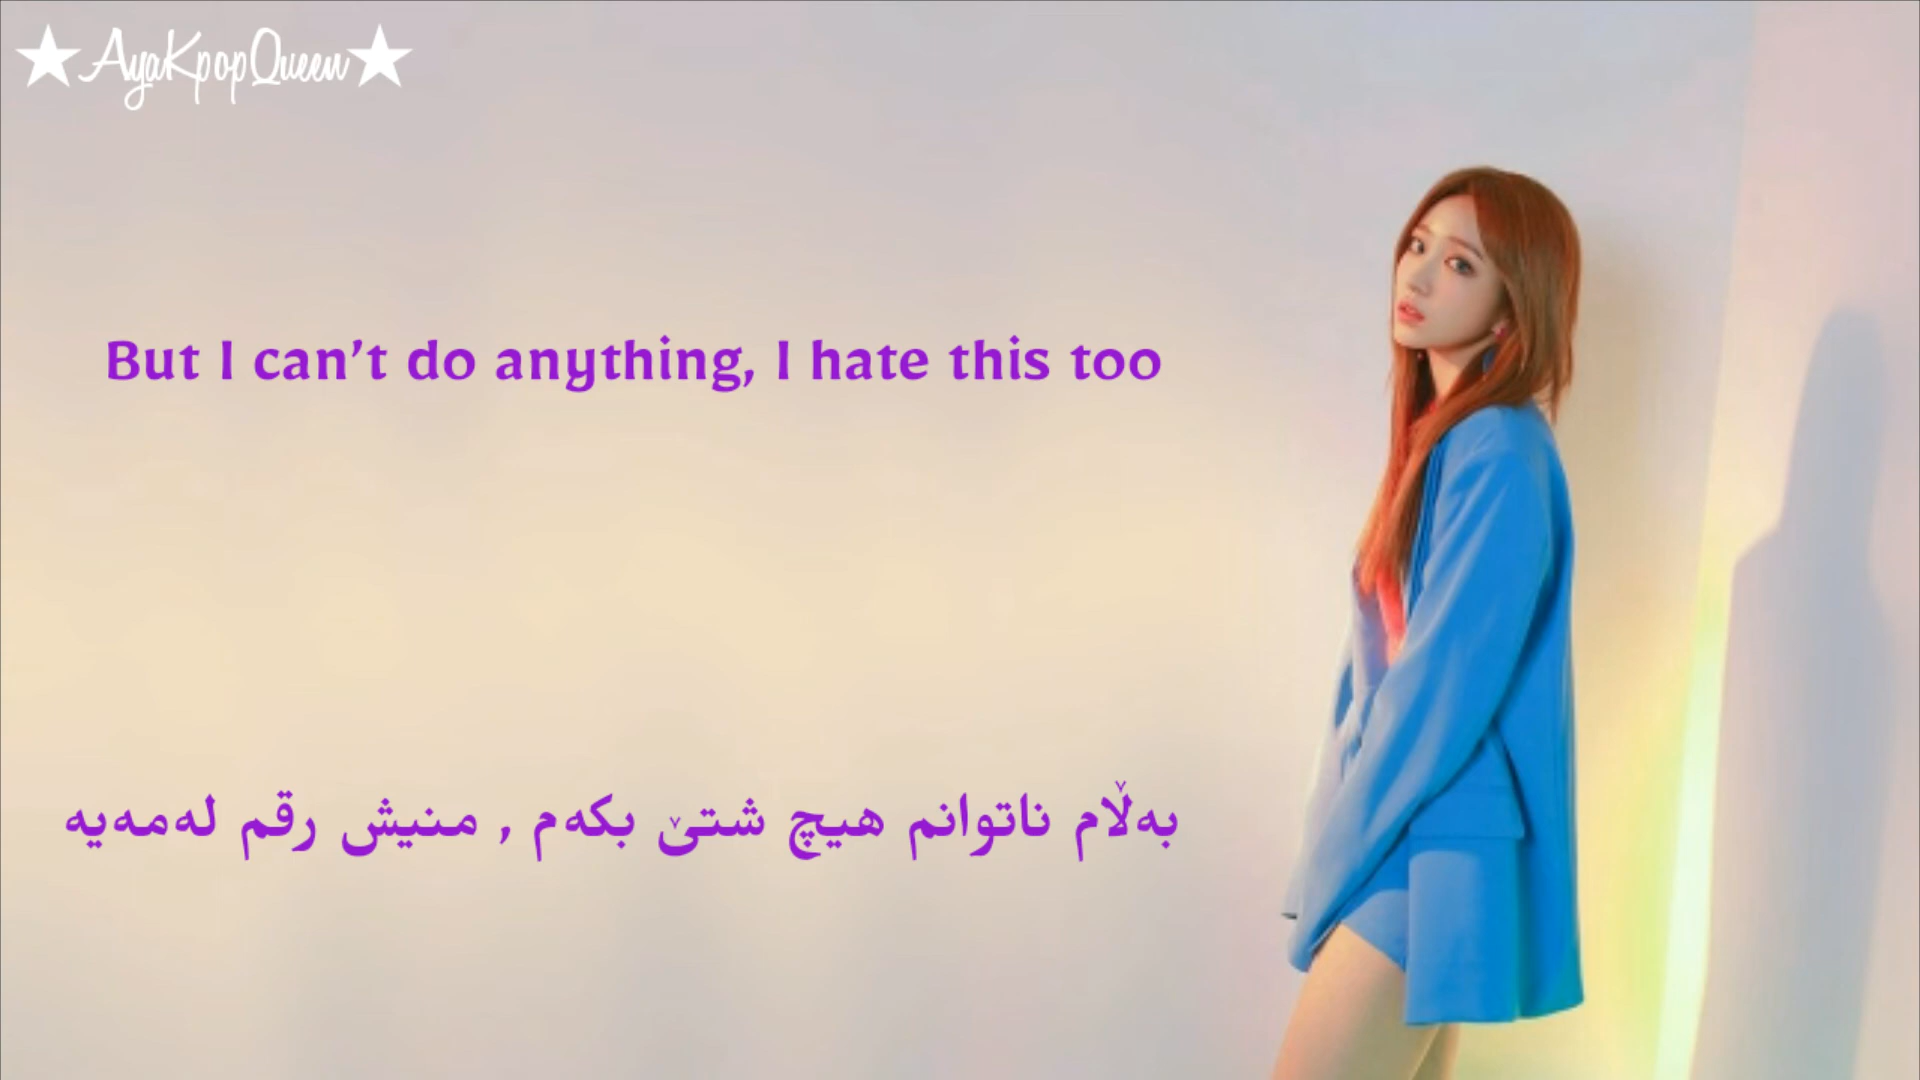 ★AyaKpopQueen★
But I can’t do anything, I hate this too
بەڵام ناتوانم هیچ شتێ بکەم , منیش رقم لەمەیە